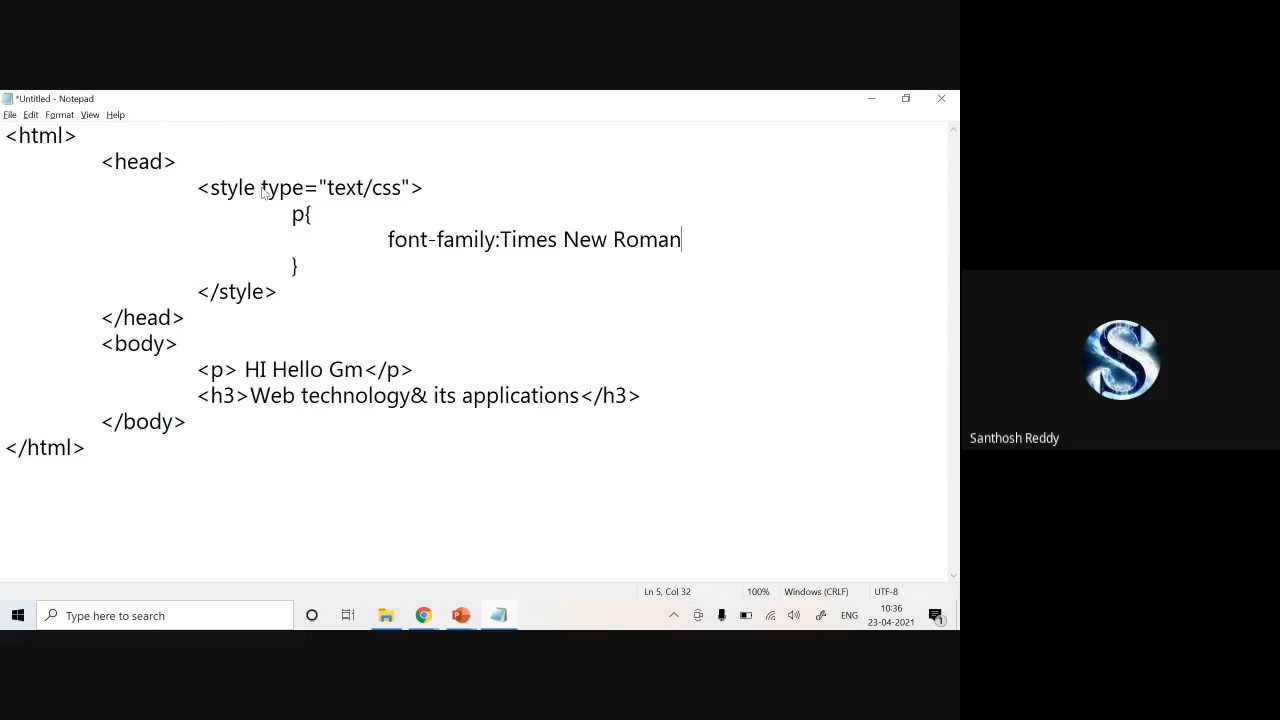 *Untitled - Notepad
File Edit Format View Help
<html>
<head>
<style type="text/css">
p{
font-family:Times New Roman
}
</style>
</head>
<body>
<p> HI Hello Gm</p>
<h3>Web technology& its applications</h3>
</body>
</html>
Santhosh Reddy
Ln 5, Col 32 100% Windows (CRLF) UTF-8
Type here to search
ENG
10:36
23-04-2021
1